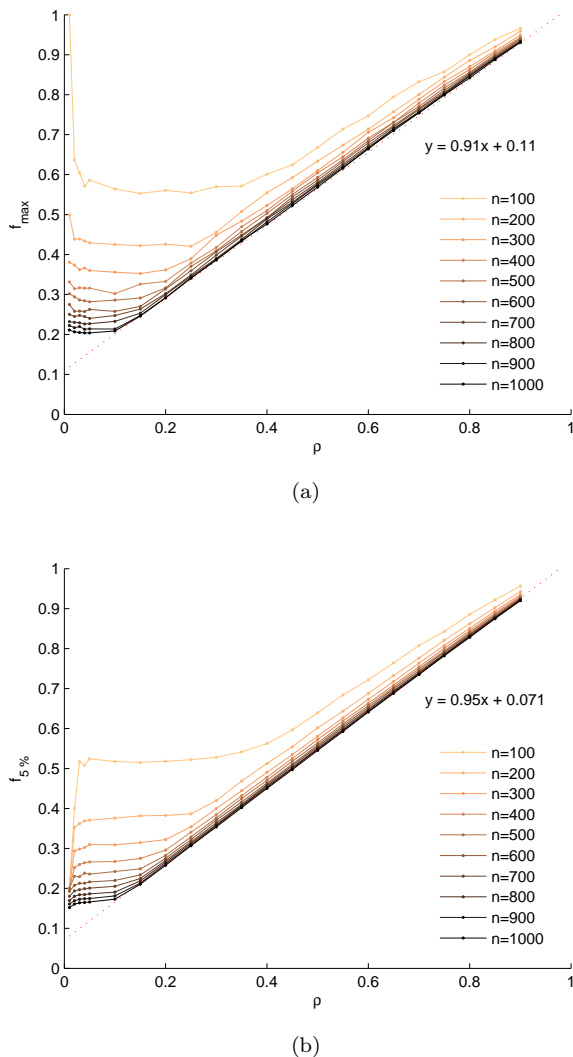 1
0.9
0.8
0.7
0.6
0.5
0.4
0.3
0.2
0.1
0
f max
y = 0.91x + 0.11
n=100
n=200
n=300
n=400
n=500
n=600
n=700
n=800
n=900
n=1000
0 0.2 0.4 0.6 0.8 1
ρ
(a)
1
0.9
0.8
0.7
0.6
0.5
0.4
0.3
0.2
0.1
0
f 5 %
y = 0.95x + 0.071
n=100
n=200
n=300
n=400
n=500
n=600
n=700
n=800
n=900
n=1000
0 0.2 0.4 0.6 0.8 1
ρ
(b)